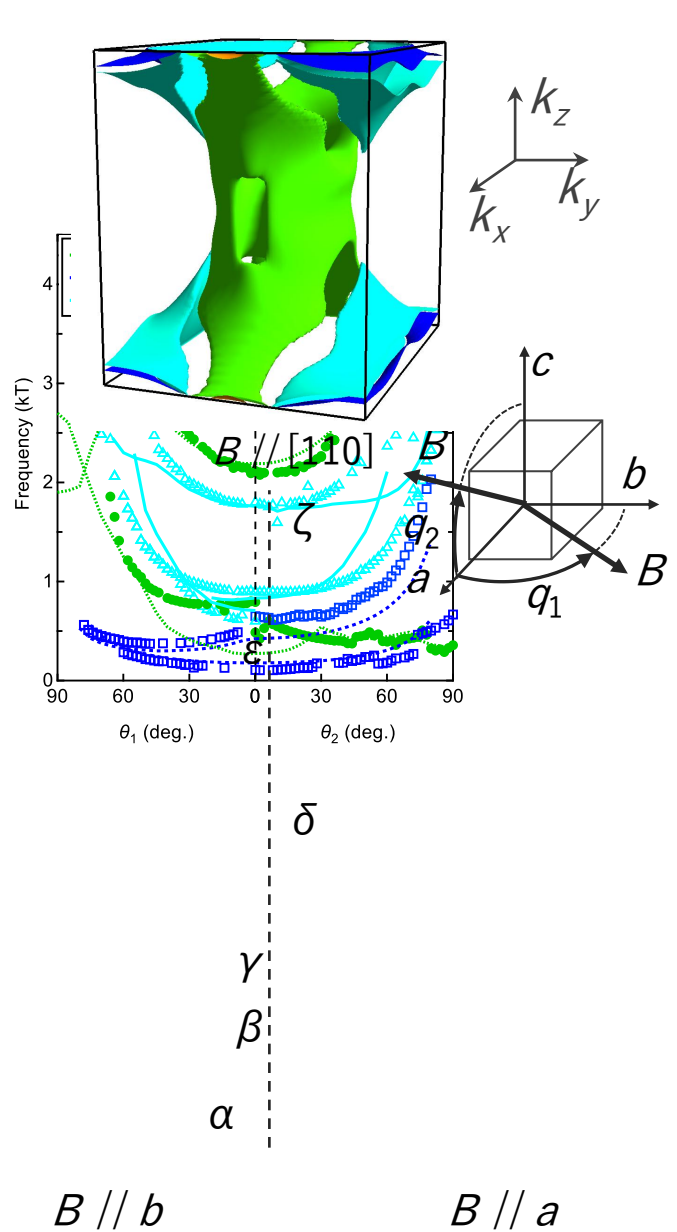 k_z
k_y
k_x
4
3
2
1
0
Frequency (kT)
B // [110]
B
c
b
a
B
q_2
q_1
ζ
ε
90
60
30
0
30
60
90
θ_1 (deg.)
θ_2 (deg.)
δ
γ
β
α
B // b
B // a